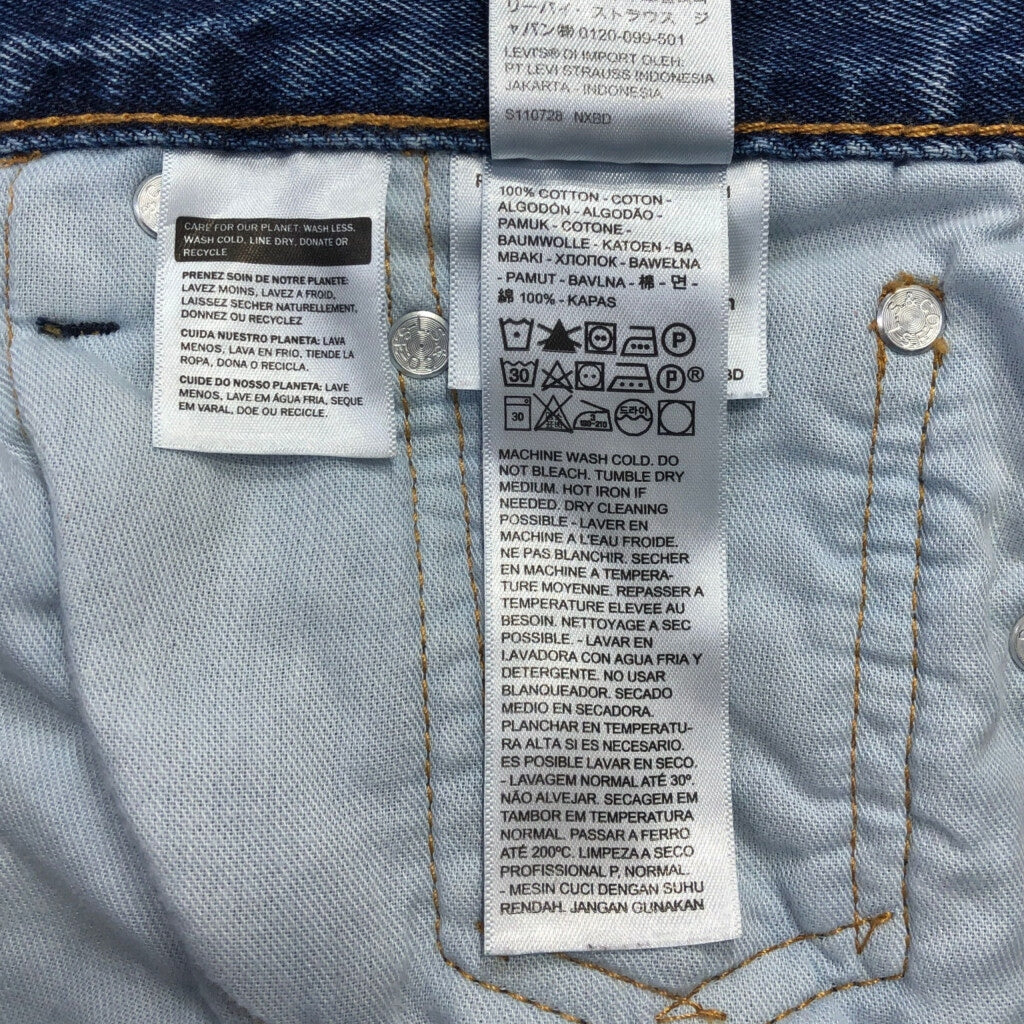 リーバイ・ストラウス ジ
ャパン㈱ 0120-099-501
LEVI'S® DI IMPORT OLEH:
PT LEVI STRAUSS INDONESIA
JAKARTA - INDONESIA
S110728 NXBD
CARE FOR OUR PLANET: WASH LESS,
WASH COLD, LINE DRY, DONATE OR
RECYCLE
PRENEZ SOIN DE NOTRE PLANETE:
LAVEZ MOINS, LAVEZ A FROID,
LAISSEZ SECHER NATURELLEMENT,
DONNEZ OU RECYCLEZ
CUIDA NUESTRO PLANETA: LAVA
MENOS, LAVA EN FRIO, TIENDE LA
ROPA, DONA O RECICLA.
CUIDE DO NOSSO PLANETA: LAVE
MENOS, LAVE EM ÁGUA FRIA, SEQUE
EM VARAL, DOE OU RECICLE.
100% COTTON - COTON -
ALGODÓN - ALGODÃO -
PAMUK - COTONE -
BAUMWOLLE - KATOEN - BA
MBAKI - ХЛОПОК - BAWEŁNA
- PAMUT - BAVLNA - 棉 - 면 -
綿 100% - KAPAS
P
30 P®
30 180-210 드라이
BD
MACHINE WASH COLD. DO
NOT BLEACH. TUMBLE DRY
MEDIUM. HOT IRON IF
NEEDED. DRY CLEANING
POSSIBLE - LAVER EN
MACHINE A L'EAU FROIDE.
NE PAS BLANCHIR. SECHER
EN MACHINE A TEMPERA-
TURE MOYENNE. REPASSER A
TEMPERATURE ELEVEE AU
BESOIN. NETTOYAGE A SEC
POSSIBLE. - LAVAR EN
LAVADORA CON AGUA FRIA Y
DETERGENTE. NO USAR
BLANQUEADOR. SECADO
MEDIO EN SECADORA.
PLANCHAR EN TEMPERATU-
RA ALTA SI ES NECESARIO.
ES POSIBLE LAVAR EN SECO.
- LAVAGEM NORMAL ATÉ 30º.
NÃO ALVEJAR. SECAGEM EM
TAMBOR EM TEMPERATURA
NORMAL. PASSAR A FERRO
ATÉ 200ºC. LIMPEZA A SECO
PROFISSIONAL P, NORMAL.
- MESIN CUCI DENGAN SUHU
RENDAH. JANGAN GUNAKAN